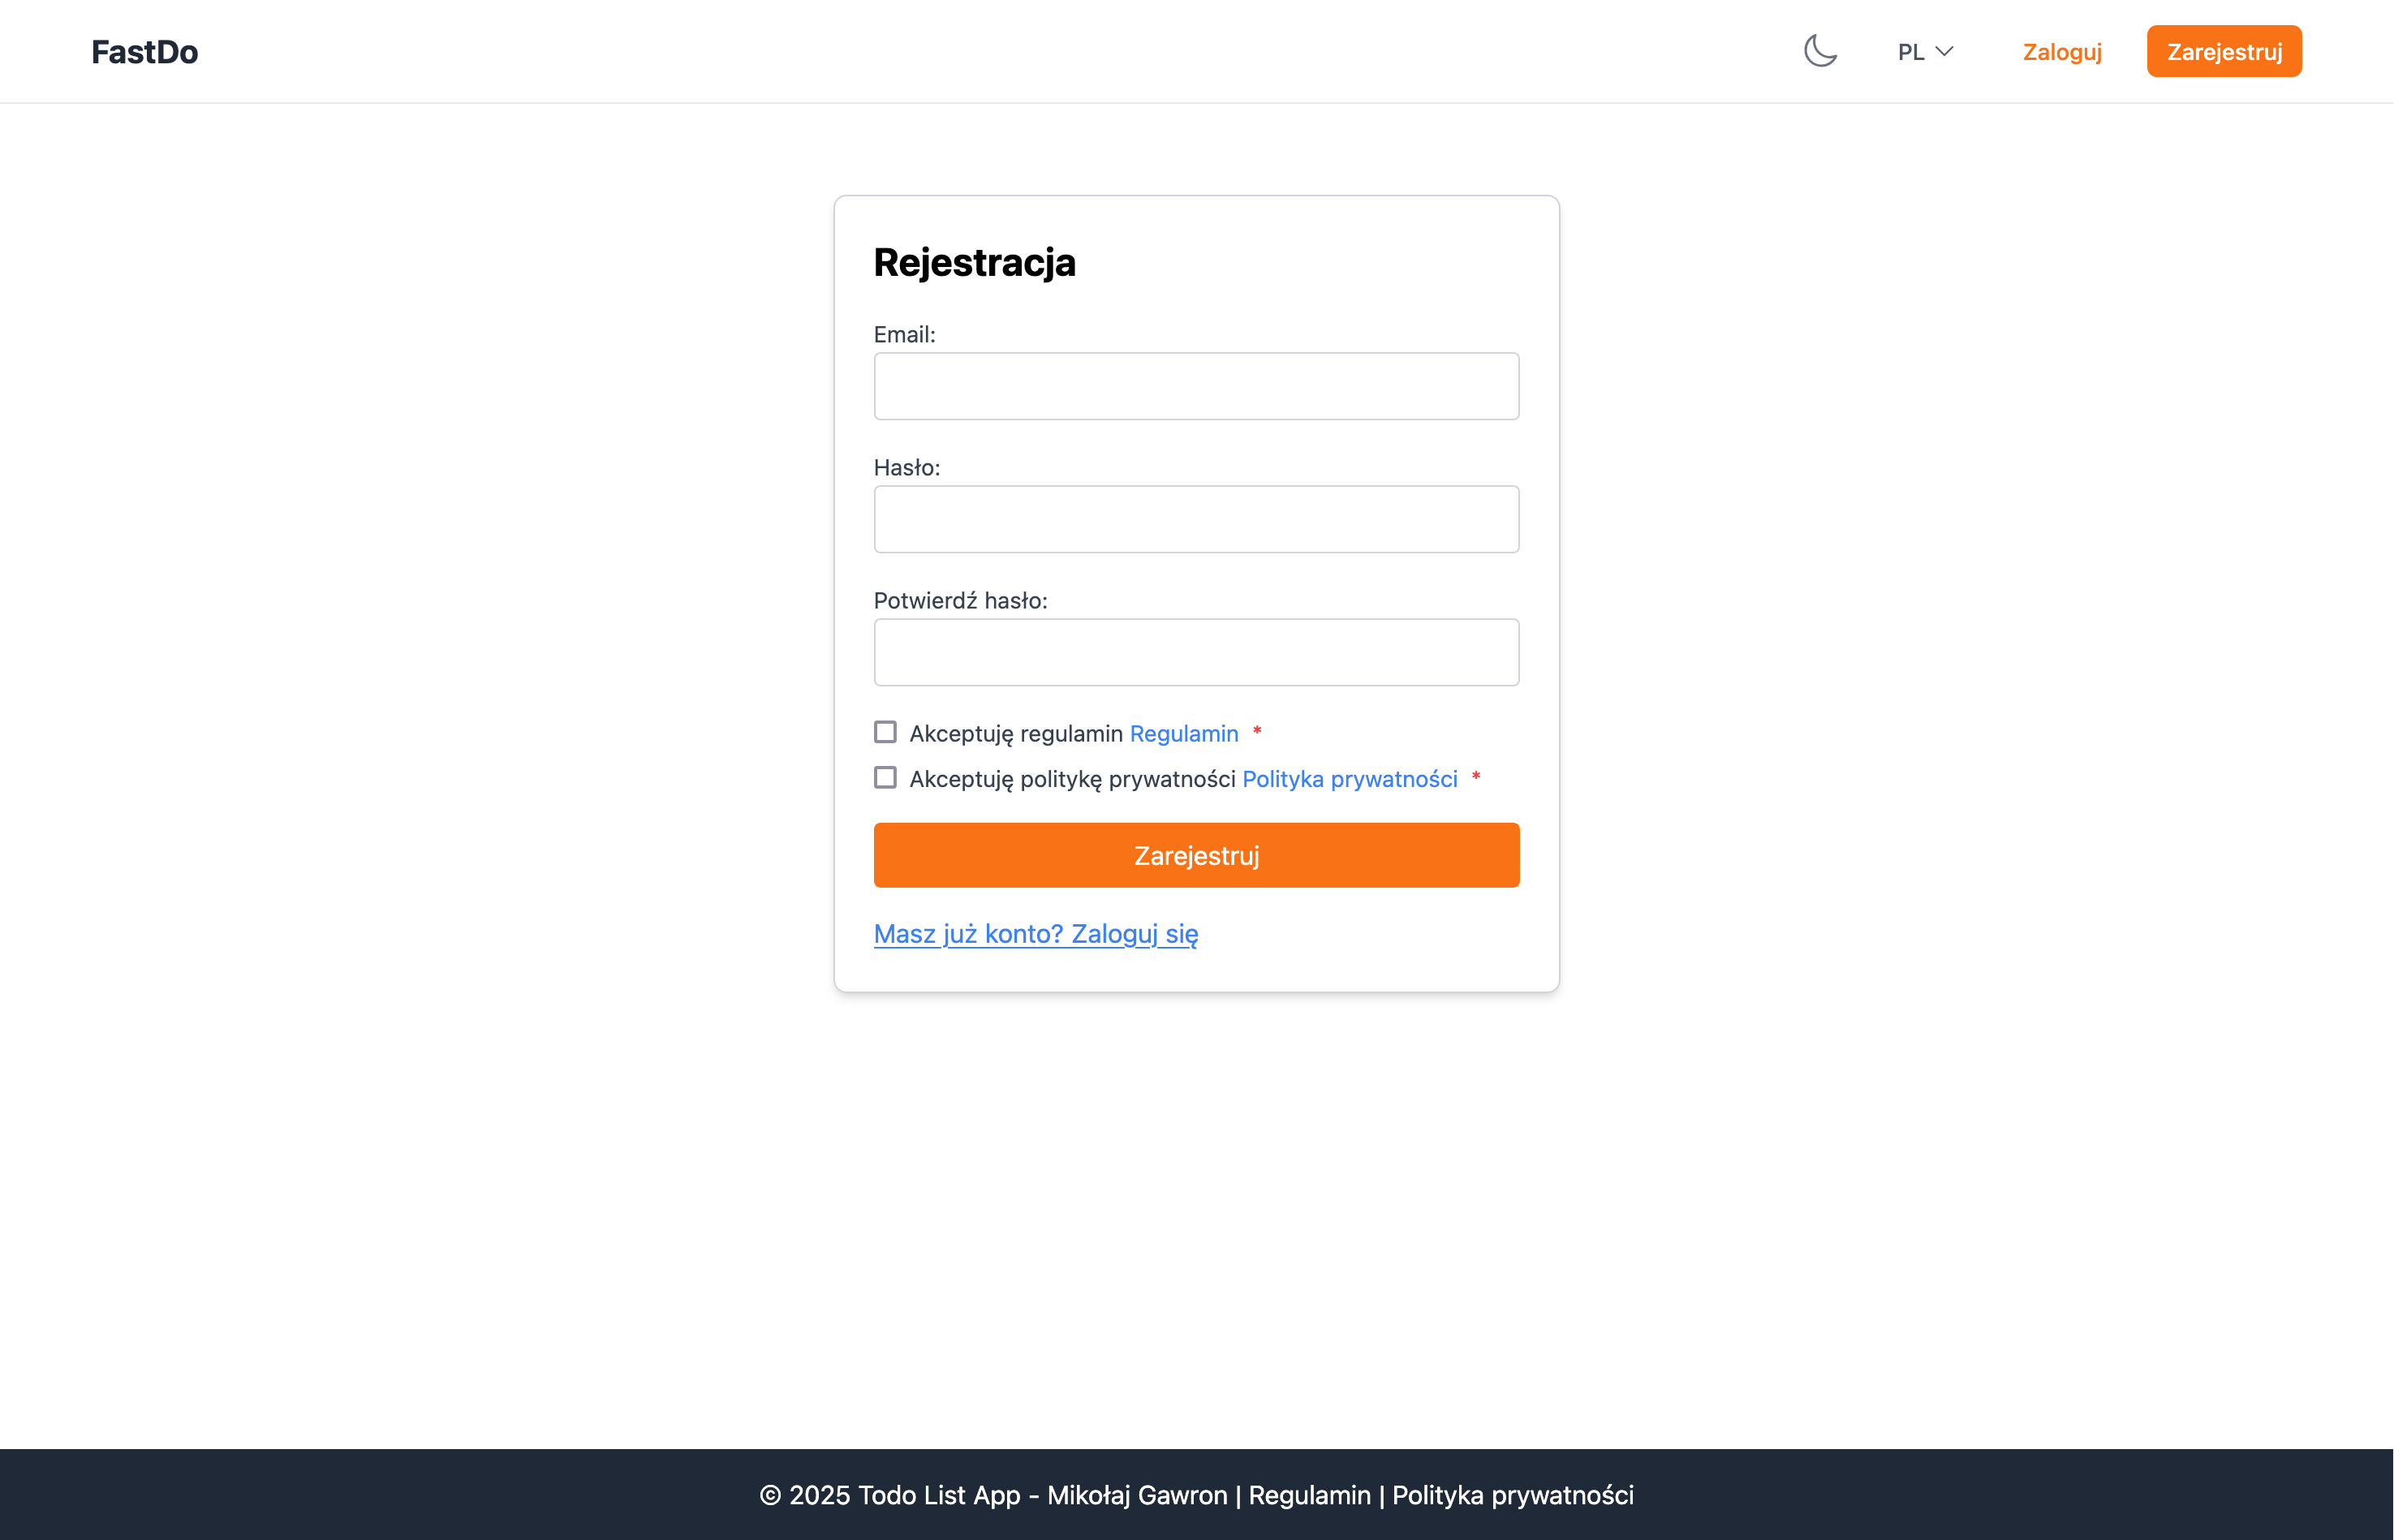 FastDo
PL
Zaloguj
Zarejestruj
Rejestracja
Email:
Hasło:
Potwierdź hasło:
Akceptuję regulamin Regulamin *
Akceptuję politykę prywatności Polityka prywatności *
Zarejestruj
Masz już konto? Zaloguj się
© 2025 Todo List App - Mikołaj Gawron | Regulamin | Polityka prywatności